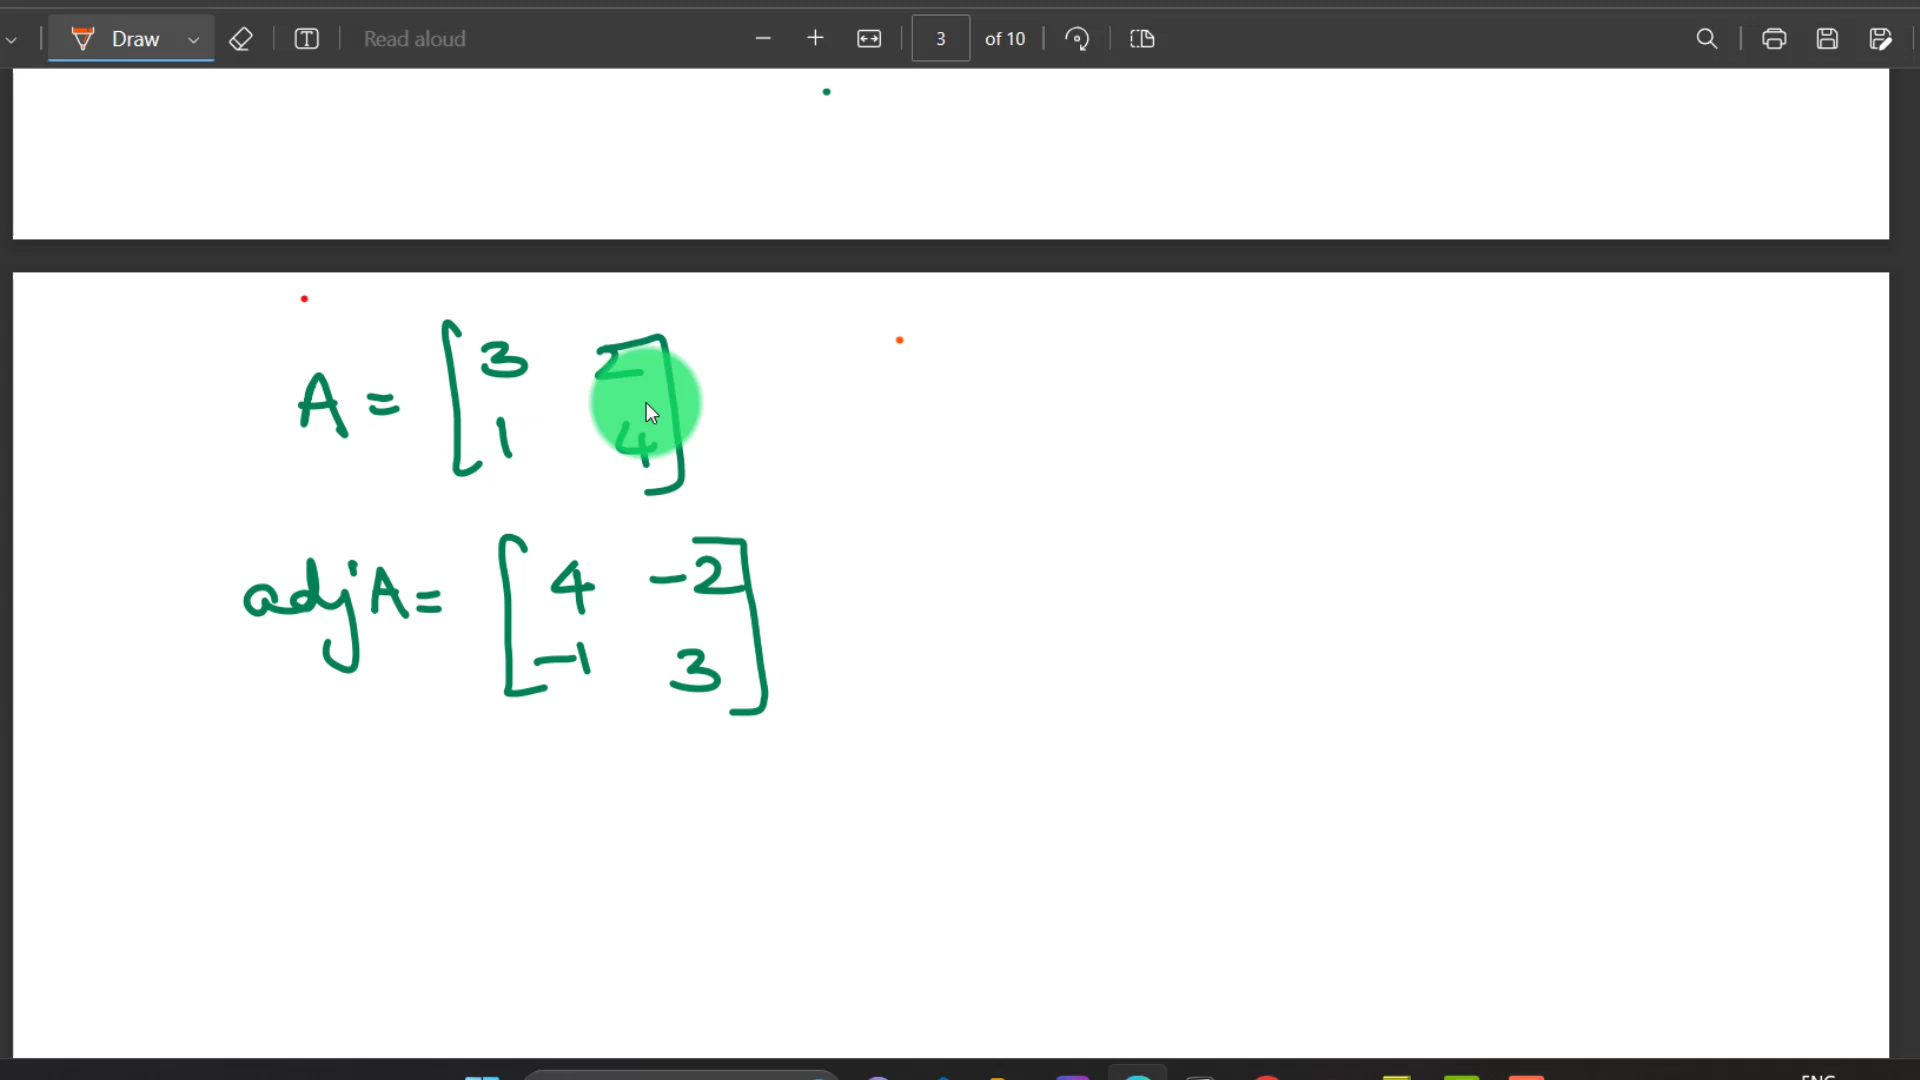 Draw Read aloud 3 of 10
A = [ 3 2
1 4 ]
adj A = [ 4 -2
-1 3 ]